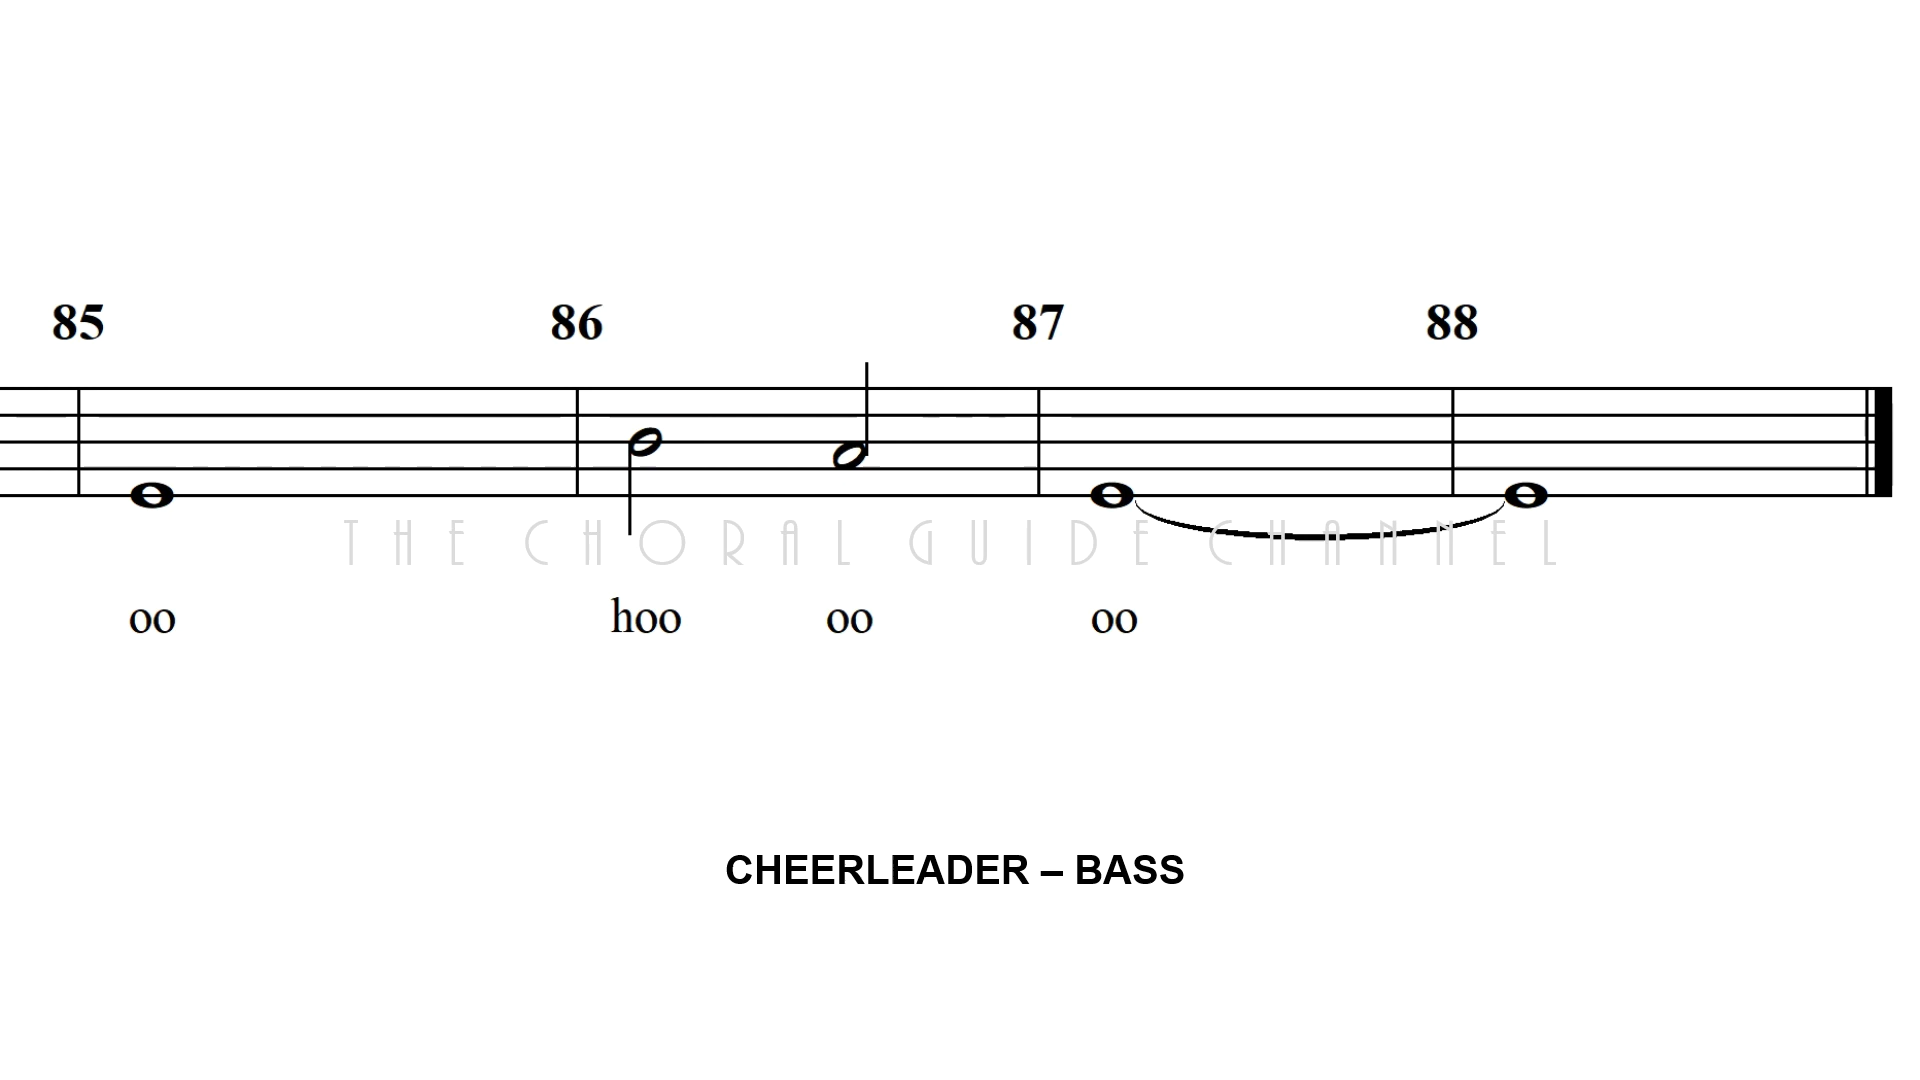 85 86 87 88
THE CHORAL GUIDE CHANNEL
oo hoo oo oo
CHEERLEADER – BASS